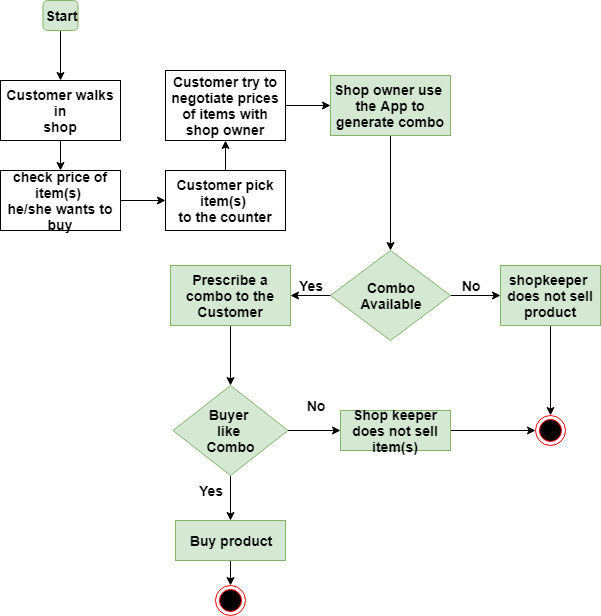 Start
Customer walks
in
shop
check price of
item(s)
he/she wants to
buy
Customer pick
item(s)
to the counter
Customer try to
negotiate prices
of items with
shop owner
Shop owner use
the App to
generate combo
Combo
Available
Yes
No
Prescribe a
combo to the
Customer
shopkeeper
does not sell
product
Buyer
like
Combo
No
Shop keeper
does not sell
item(s)
Yes
Buy product